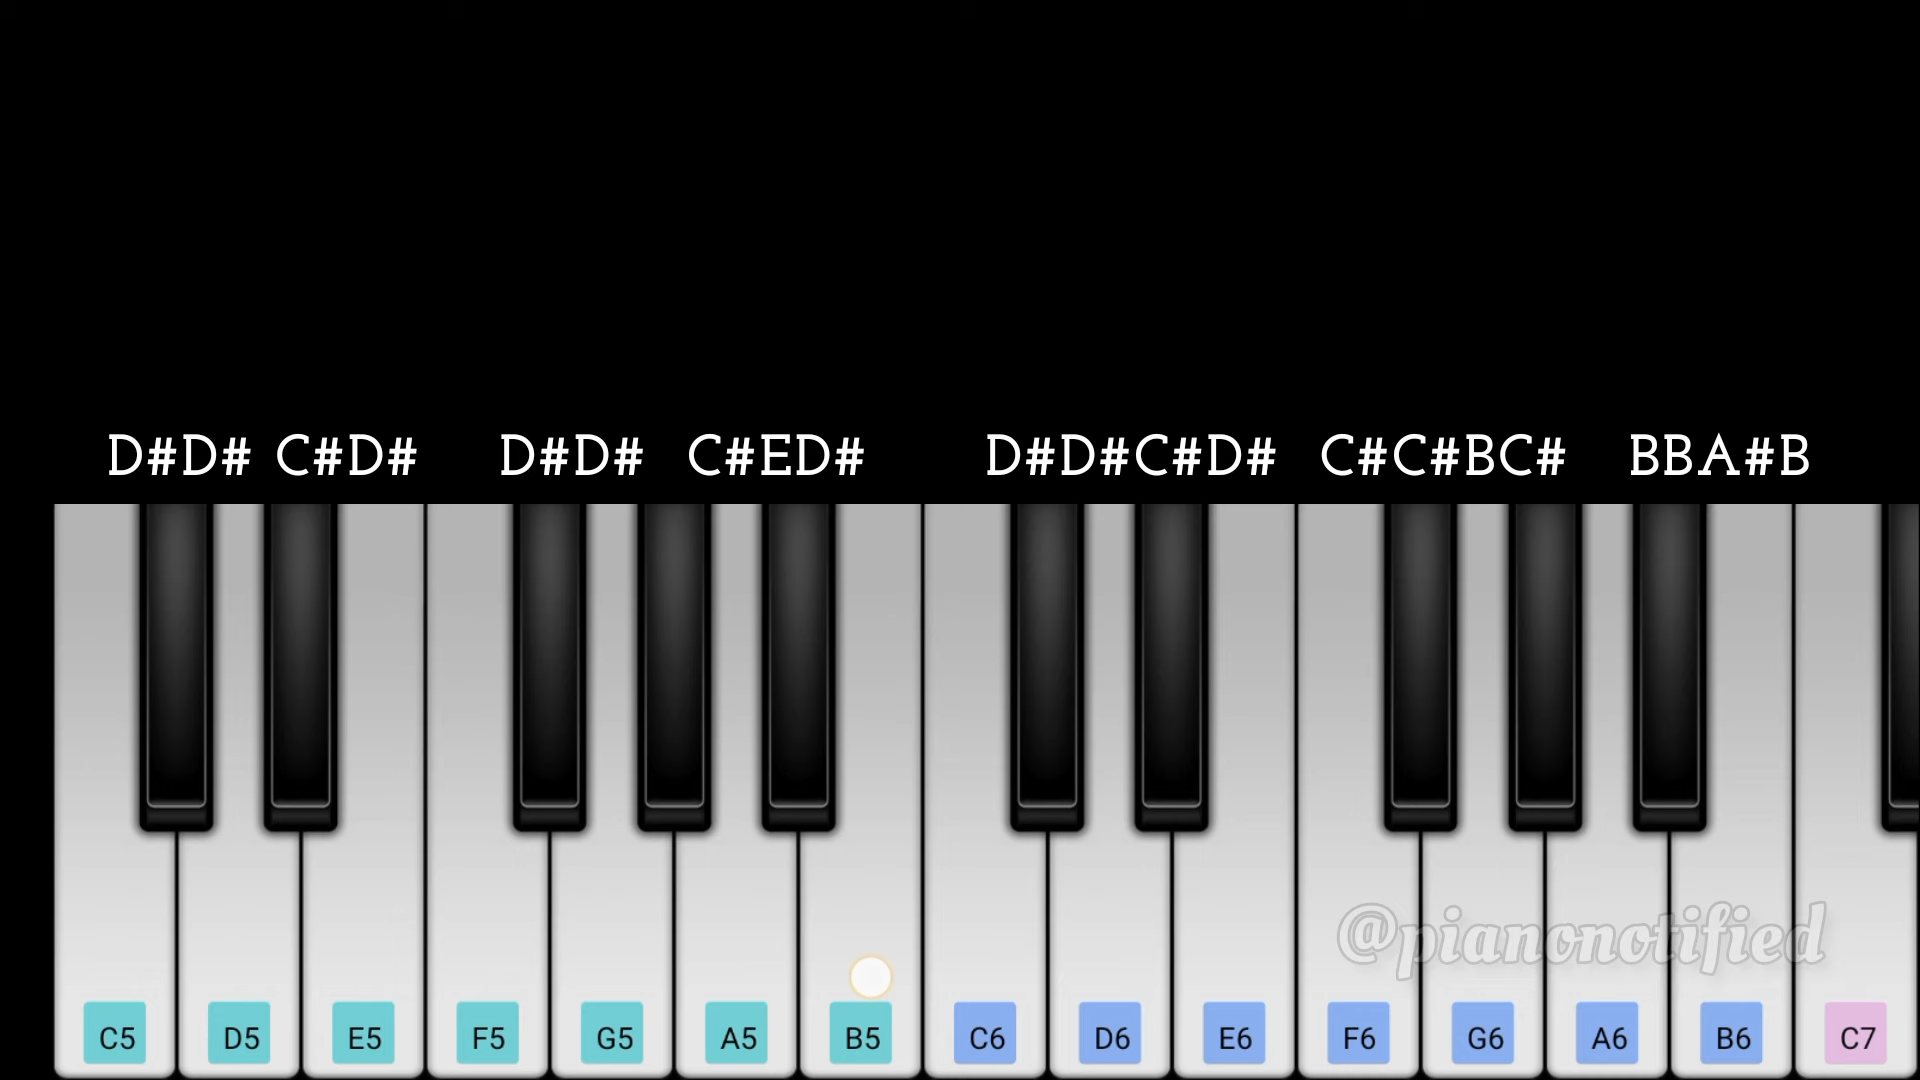 D#D# C#D# D#D# C#ED# D#D#C#D# C#C#BC# BBA#B
@pianonotified
C5 D5 E5 F5 G5 A5 B5 C6 D6 E6 F6 G6 A6 B6 C7